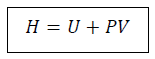 H = U + PV